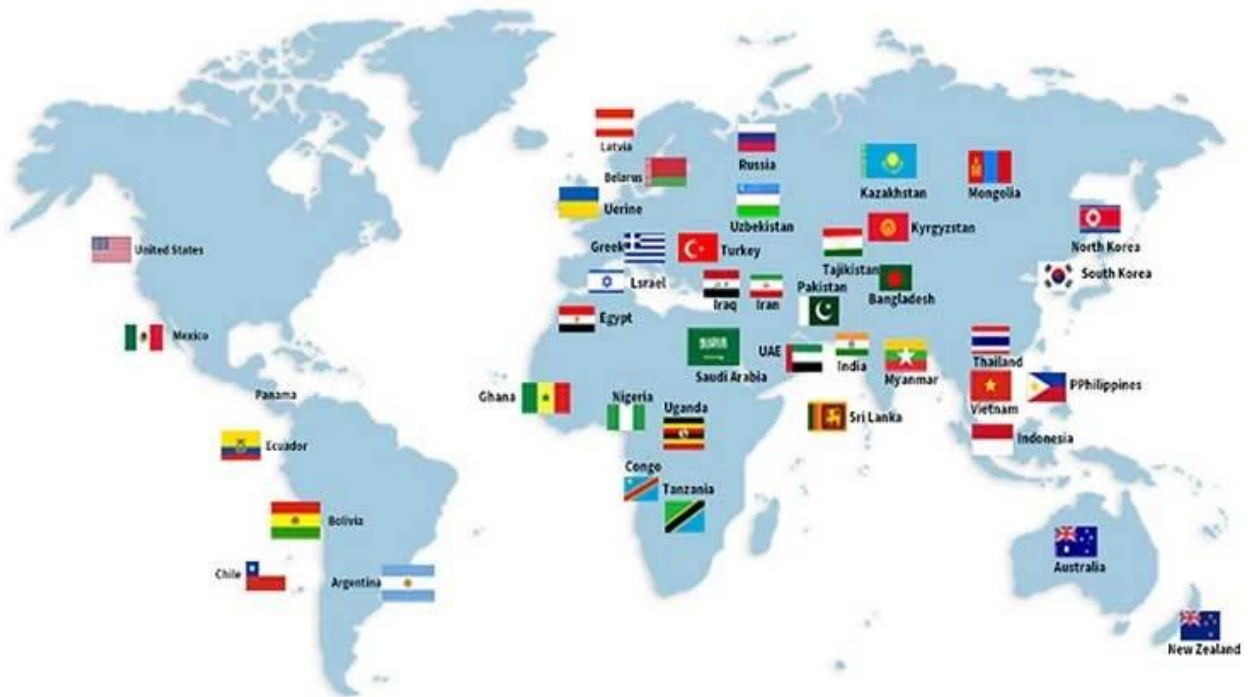 Latvia
Russia
Belarus
Kazakhstan
Mongolia
Uerine
Uzbekistan
Kyrgyzstan
North Korea
United States
Greek
Turkey
Tajikistan
South Korea
Lsrael
Pakistan
Bangladesh
Iraq
Iran
Egypt
Mexico
UAE
India
Thailand
Saudi Arabia
Myanmar
PPhilippines
Panama
Ghana
Nigeria
Uganda
Vietnam
Sri Lanka
Indonesia
Ecuador
Congo
Tanzania
Bolivia
Australia
Chile
Argentina
New Zealand